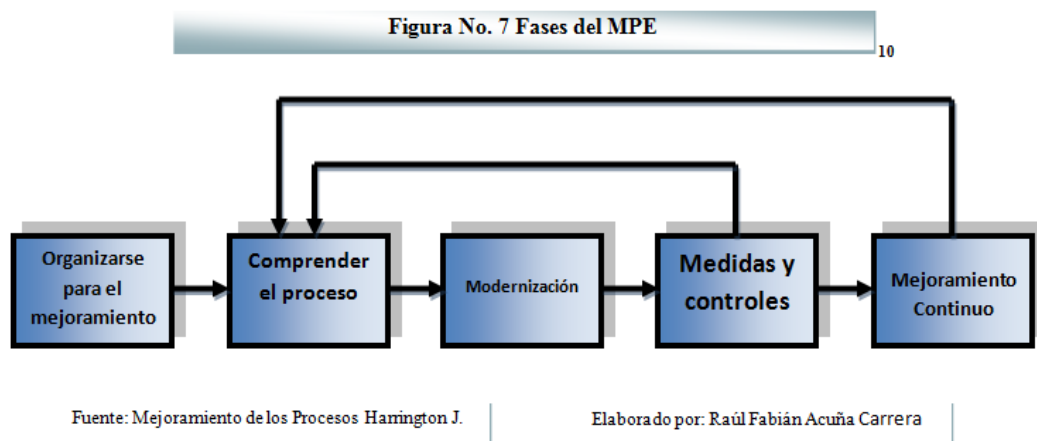 Figura No. 7 Fases del MPE
10
Organizarse
para el
mejoramiento
Comprender
el proceso
Modernización
Medidas y
controles
Mejoramiento
Continuo
Fuente: Mejoramiento de los Procesos Harrington J.
Elaborado por: Raúl Fabián Acuña Carrera